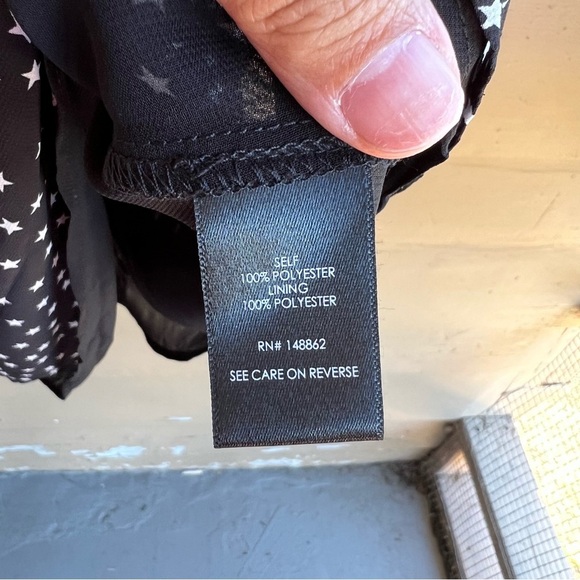 SELF
100% POLYESTER
LINING
100% POLYESTER
RN# 148862
SEE CARE ON REVERSE